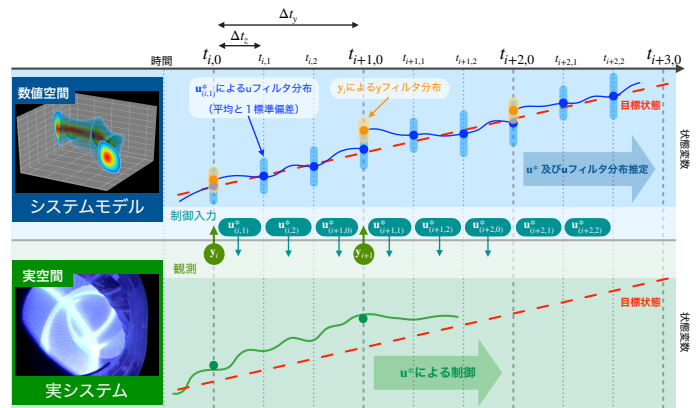 Δt_y
Δt_z
時間
t_{i,0}
t_{i,1}
t_{i,2}
t_{i+1,0}
t_{i+1,1}
t_{i+1,2}
t_{i+2,0}
t_{i+2,1}
t_{i+2,2}
t_{i+3,0}
数値空間
システムモデル
u*_{(i,1)}によるuフィルタ分布
(平均と1標準偏差)
y_iによるyフィルタ分布
目標状態
状態変数
u* 及びuフィルタ分布推定
制御入力
u*_{(i,1)}
u*_{(i,2)}
u*_{(i+1,0)}
u*_{(i+1,1)}
u*_{(i+1,2)}
u*_{(i+2,0)}
u*_{(i+2,1)}
u*_{(i+2,2)}
y_i
y_{i+1}
観測
実空間
実システム
目標状態
状態変数
u*による制御